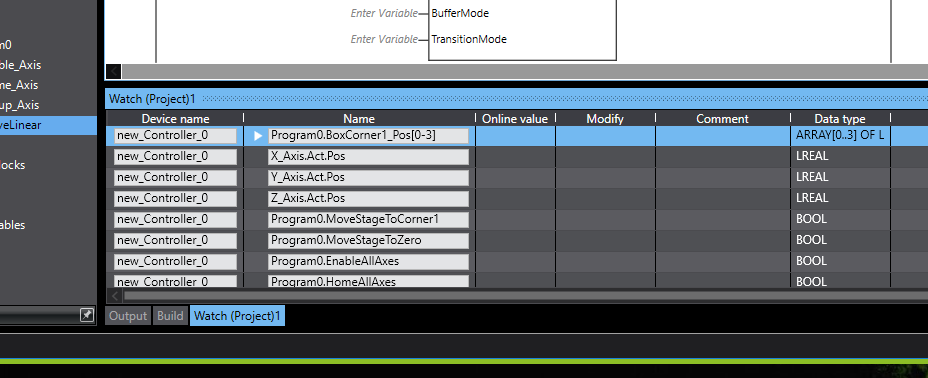 Enter Variable BufferMode
m0
Enter Variable TransitionMode
ble_Axis
me_Axis
up_Axis
Watch (Project)1
Device name Name Online value Modify Comment Data type
veLinear
new_Controller_0 Program0.BoxCorner1_Pos[0-3] ARRAY[0..3] OF L
new_Controller_0 X_Axis.Act.Pos LREAL
locks
new_Controller_0 Y_Axis.Act.Pos LREAL
new_Controller_0 Z_Axis.Act.Pos LREAL
new_Controller_0 Program0.MoveStageToCorner1 BOOL
ables
new_Controller_0 Program0.MoveStageToZero BOOL
new_Controller_0 Program0.EnableAllAxes BOOL
new_Controller_0 Program0.HomeAllAxes BOOL
Output Build Watch (Project)1